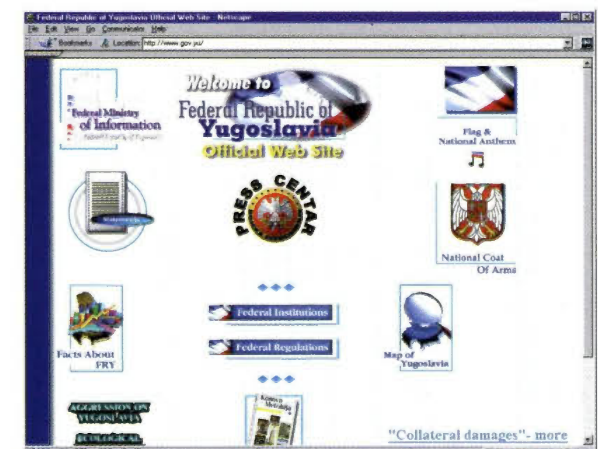 Federal Republic of Yugoslavia Official Web Site - Netscape
File Edit View Go Communicator Help
Bookmarks Location: http://www.gov.yu/
Federal Ministry
of Information
Welcome to
Federal Republic of
Yugoslavia
Official Web Site
Flag &
National Anthem
PRESS CENTAR
National Coat
Of Arms
Facts About
FRY
Federal Institutions
Federal Regulations
Map of
Yugoslavia
AGGRESSION ON
YUGOSLAVIA
ECOLOGICAL
"Collateral damages"- more